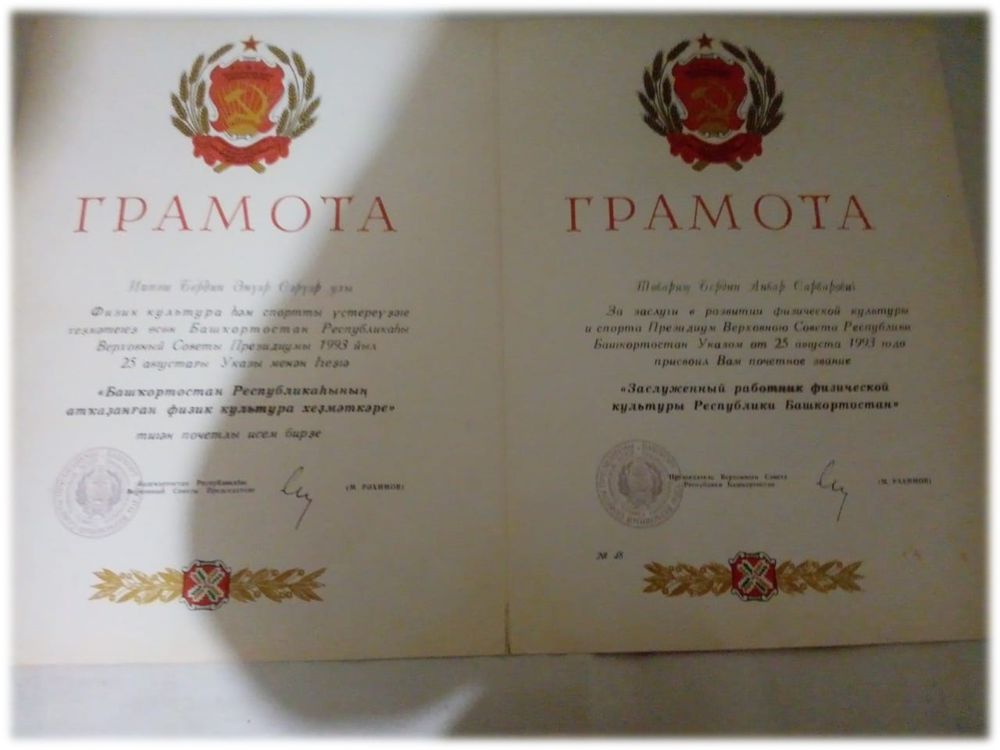 ГРАМОТА
Иптәш Бердин Әнүәр Сәрүәр улы
Физик культура һәм спортты үҫтереүҙәге
хеҙмәтегеҙ өсөн Башҡортостан Республикаһы
Верховный Советы Президиумы 1993 йыл
25 августағы Указы менән һеҙгә
«Башҡортостан Республикаһының
атҡаҙанған физик культура хеҙмәткәре»
тигән почетлы исем бирҙе
Башҡортостан Республикаһы
Верховный Советы Председателе
(М. РӘХИМОВ)
ГРАМОТА
Товарищ Бердин Анвар Сарварович
За заслуги в развитии физической культуры
и спорта Президиум Верховного Совета Республики
Башкортостан Указом от 25 августа 1993 года
присвоил Вам почетное звание
«Заслуженный работник физической
культуры Республики Башкортостан»
Председатель Верховного Совета
Республики Башкортостан
(М. РАХИМОВ)
№ 48